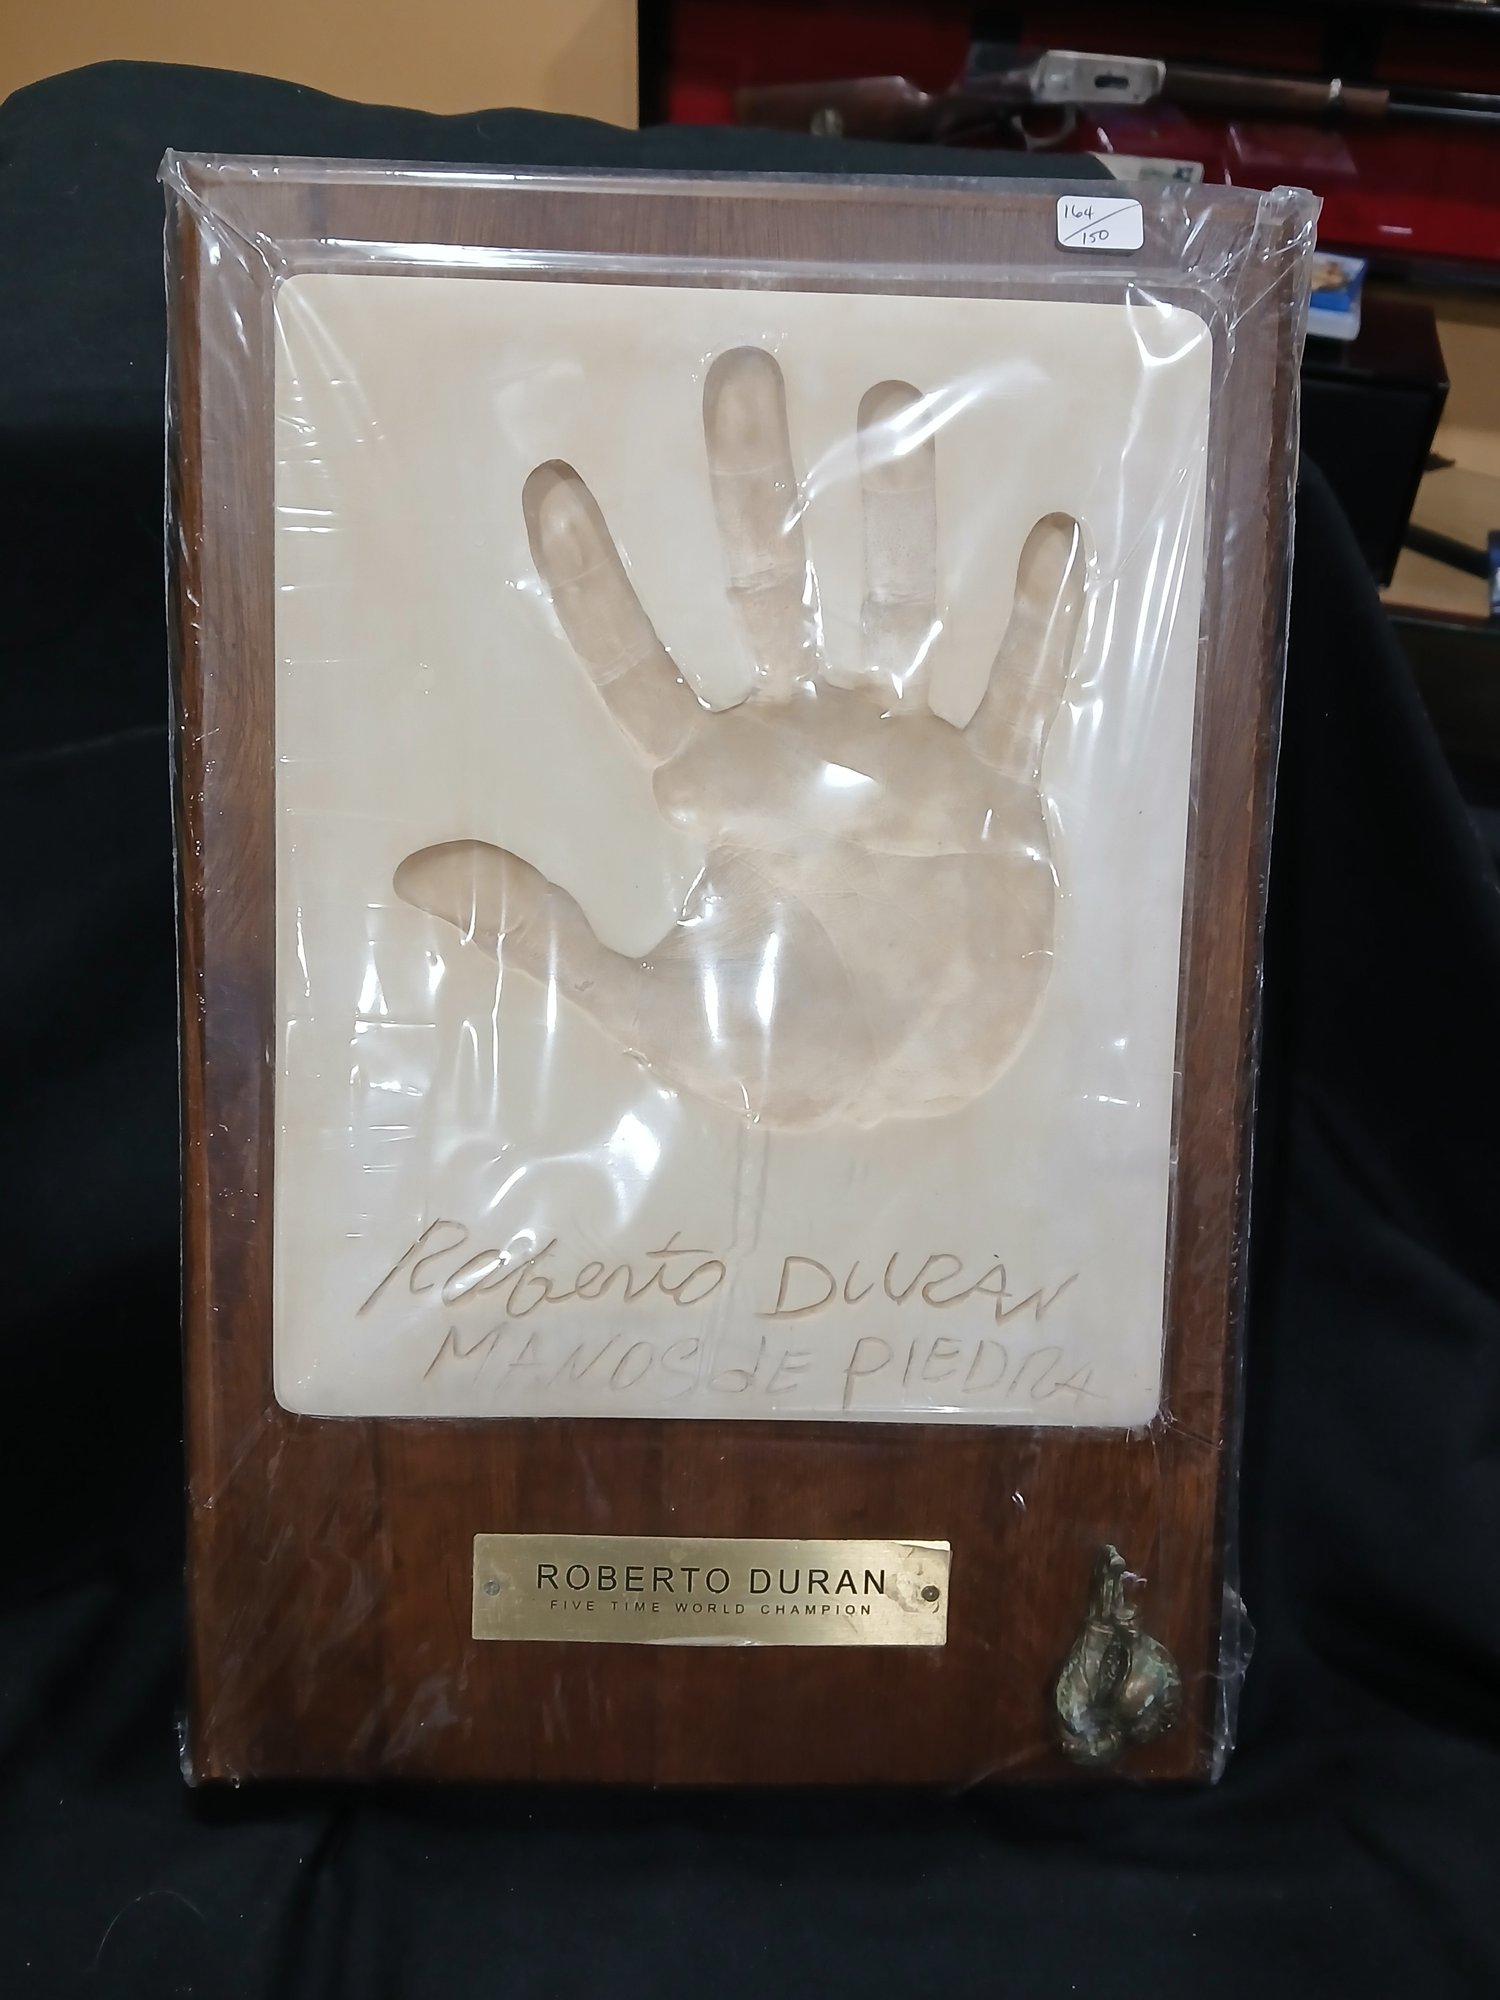 164/150
Roberto DURAN
MANOS dE PIEDRA
ROBERTO DURAN
FIVE TIME WORLD CHAMPION